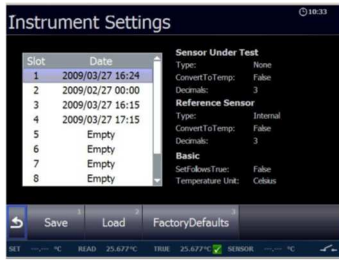 Instrument Settings
10:33
Slot Date
1 2009/03/27 16:24
2 2009/02/27 00:00
3 2009/03/27 16:15
4 2009/03/27 17:15
5 Empty
6 Empty
7 Empty
8 Empty
Sensor Under Test
Type: None
ConvertToTemp: False
Decimals: 3
Reference Sensor
Type: Internal
ConvertToTemp: False
Decimals: 3
Basic
SetFollowsTrue: False
Temperature Unit: Celsius
Save 1
Load 2
FactoryDefaults 3
SET ---.--- °C READ 25.677°C TRUE 25.677°C SENSOR ---.--- °C